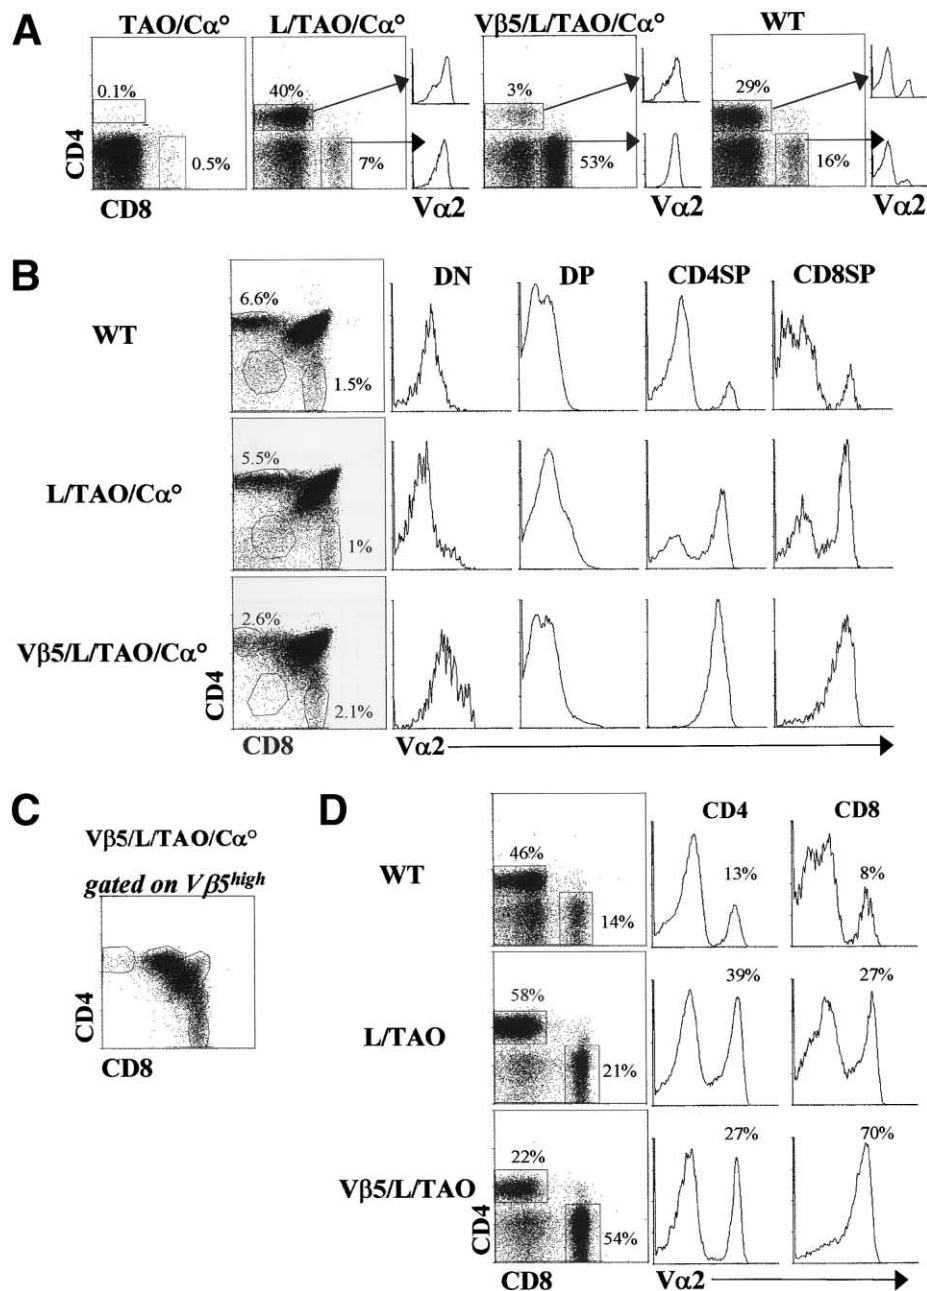 A
TAO/Cα° L/TAO/Cα° Vβ5/L/TAO/Cα° WT
0.1% 40% 3% 29%
CD4
0.5% 7% 53% 16%
CD8 Vα2 Vα2 Vα2
B
DN DP CD4SP CD8SP
WT
6.6%
1.5%
L/TAO/Cα°
5.5%
1%
Vβ5/L/TAO/Cα°
2.6%
2.1%
CD4
CD8 Vα2
C
Vβ5/L/TAO/Cα°
gated on Vβ5high
CD4
CD8
D
CD4 CD8
WT
46% 13% 8%
14%
L/TAO
58% 39% 27%
21%
Vβ5/L/TAO
22% 27% 70%
54%
CD4
CD8 Vα2